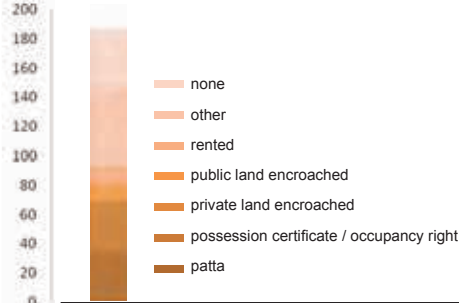 200
180
160
140
120
100
80
60
40
20
0
none
other
rented
public land encroached
private land encroached
possession certificate / occupancy right
patta